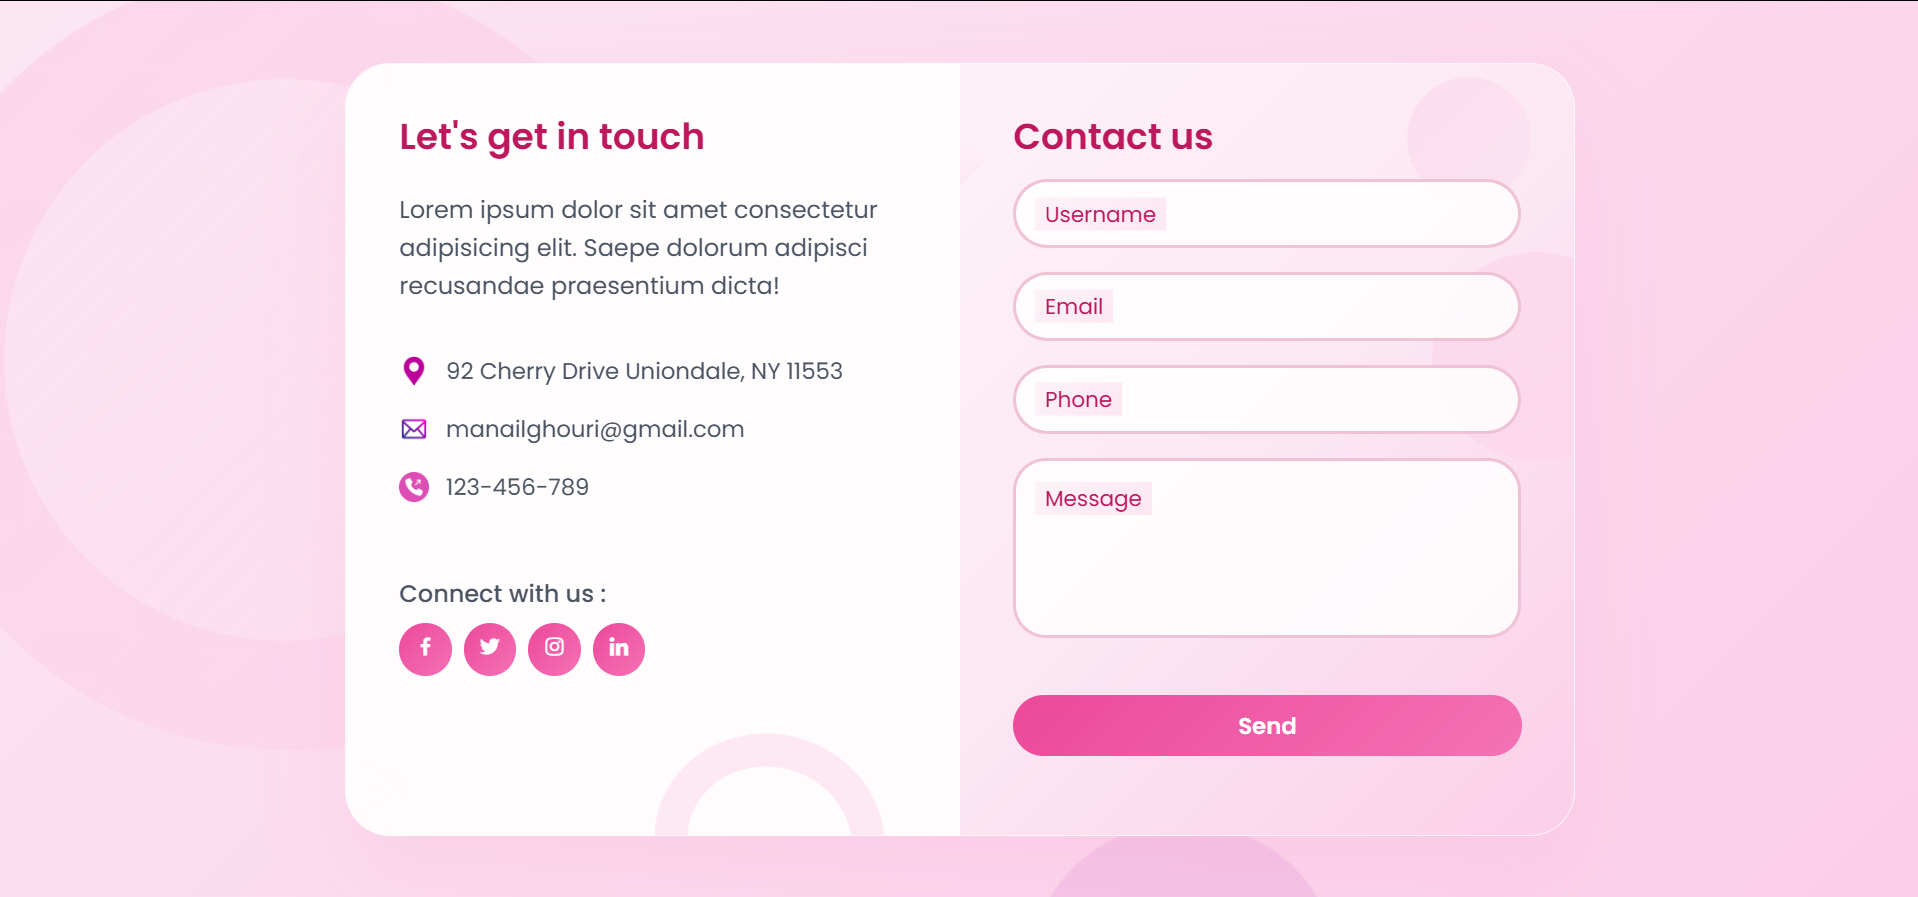 Let's get in touch
Lorem ipsum dolor sit amet consectetur
adipisicing elit. Saepe dolorum adipisci
recusandae praesentium dicta!
92 Cherry Drive Uniondale, NY 11553
manailghouri@gmail.com
123-456-789
Connect with us :
Contact us
Username
Email
Phone
Message
Send